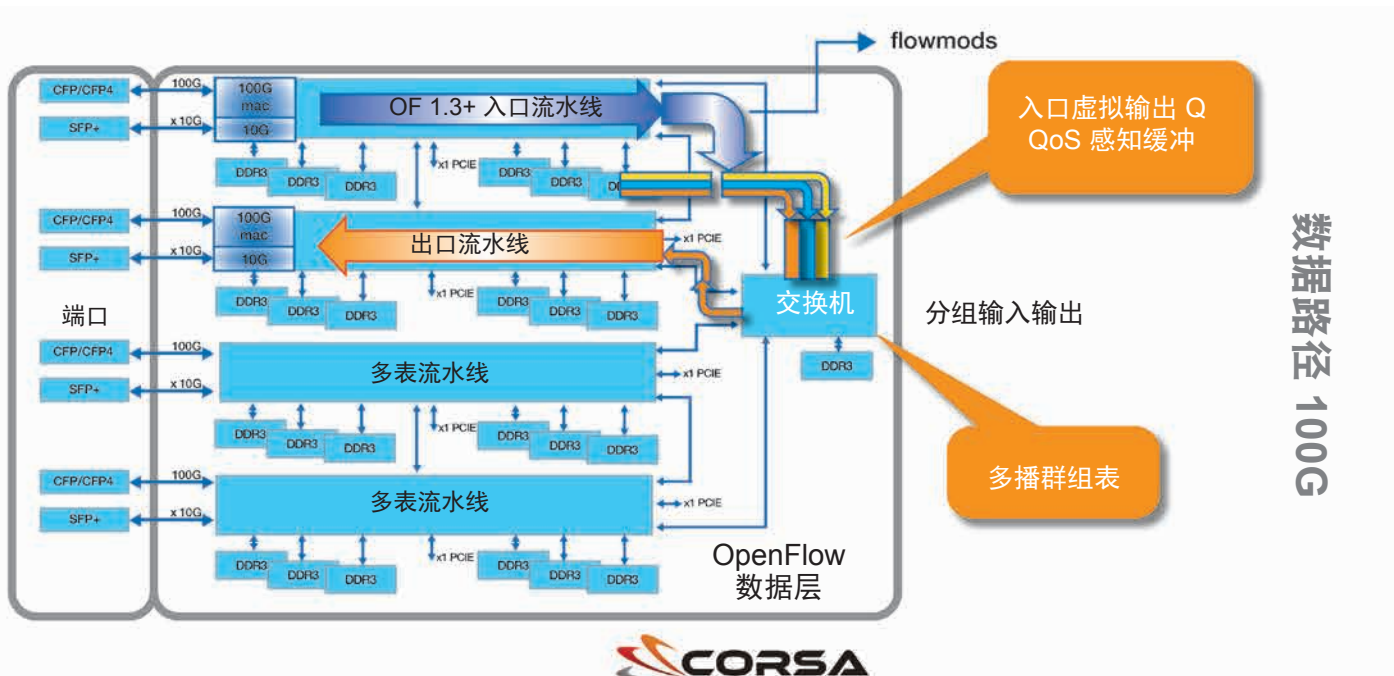 flowmods
CFP/CFP4
100G
100G
mac
10G
OF 1.3+ 入口流水线
SFP+
x 10G
DDR3
DDR3
DDR3
x1 PCIE
DDR3
DDR3
入口虚拟输出 Q
QoS 感知缓冲
CFP/CFP4
100G
100G
mac
10G
出口流水线
x1 PCIE
SFP+
x 10G
DDR3
DDR3
DDR3
x1 PCIE
DDR3
DDR3
DDR3
端口
交换机
分组输入输出
DDR3
数据路径 100G
CFP/CFP4
100G
多表流水线
x1 PCIE
SFP+
x 10G
DDR3
DDR3
DDR3
x1 PCIE
DDR3
DDR3
DDR3
多播群组表
CFP/CFP4
100G
多表流水线
x1 PCIE
SFP+
x 10G
DDR3
DDR3
DDR3
x1 PCIE
DDR3
DDR3
DDR3
OpenFlow
数据层
CORSA